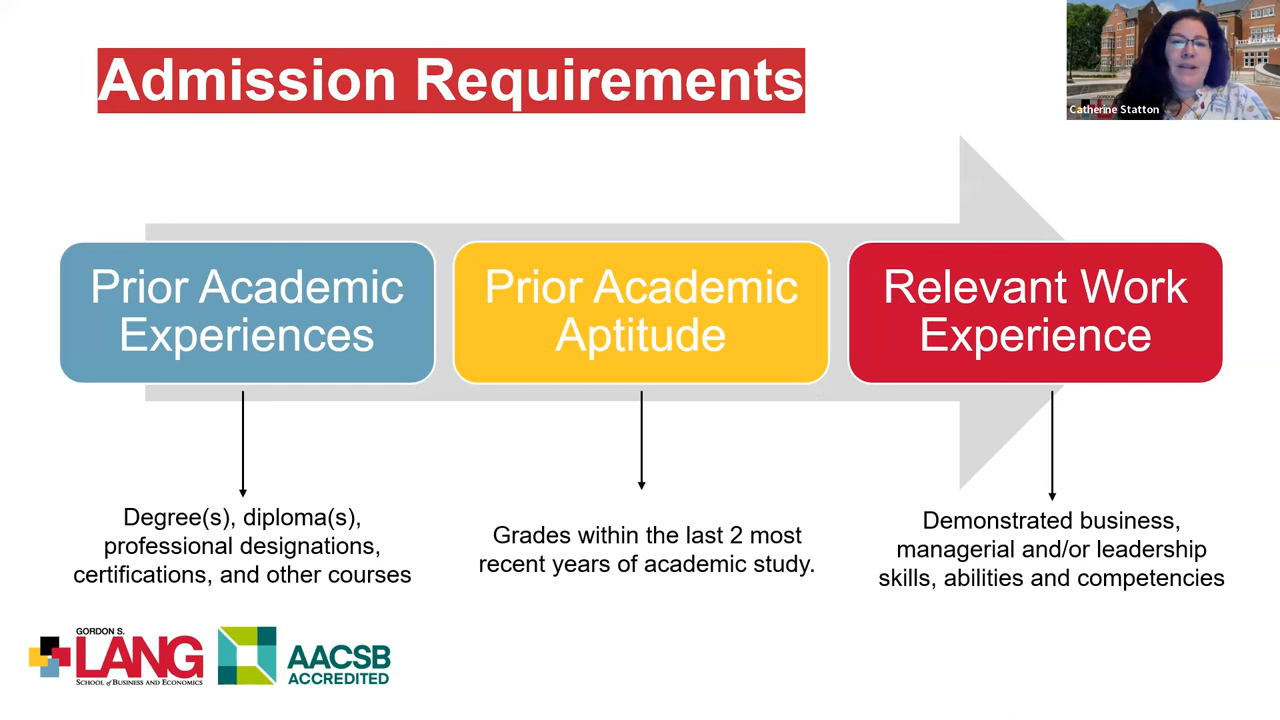 Admission Requirements
Catherine Statton
Prior Academic
Experiences
Prior Academic
Aptitude
Relevant Work
Experience
Degree(s), diploma(s),
professional designations,
certifications, and other courses
Grades within the last 2 most
recent years of academic study.
Demonstrated business,
managerial and/or leadership
skills, abilities and competencies
GORDON S.
LANG
SCHOOL of BUSINESS AND ECONOMICS
AACSB
ACCREDITED